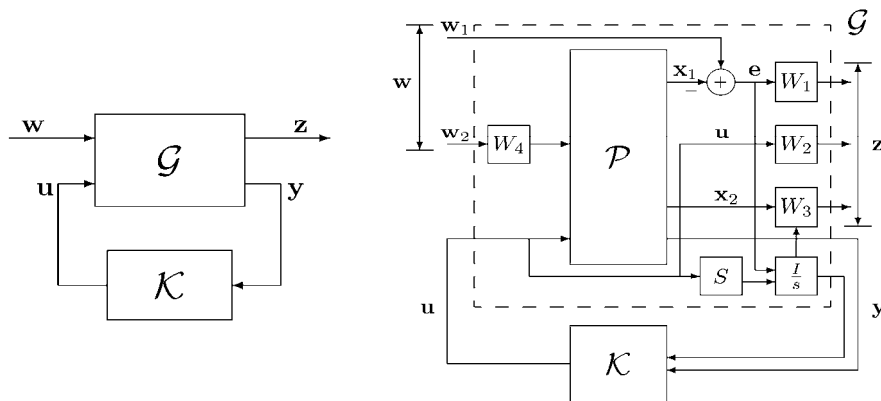 w
z
𝒢
u
y
𝒦
w₁
𝒢
x₁
e
+
−
W₁
w
w₂
W₄
𝒫
u
W₂
z
x₂
W₃
S
I/s
u
y
𝒦